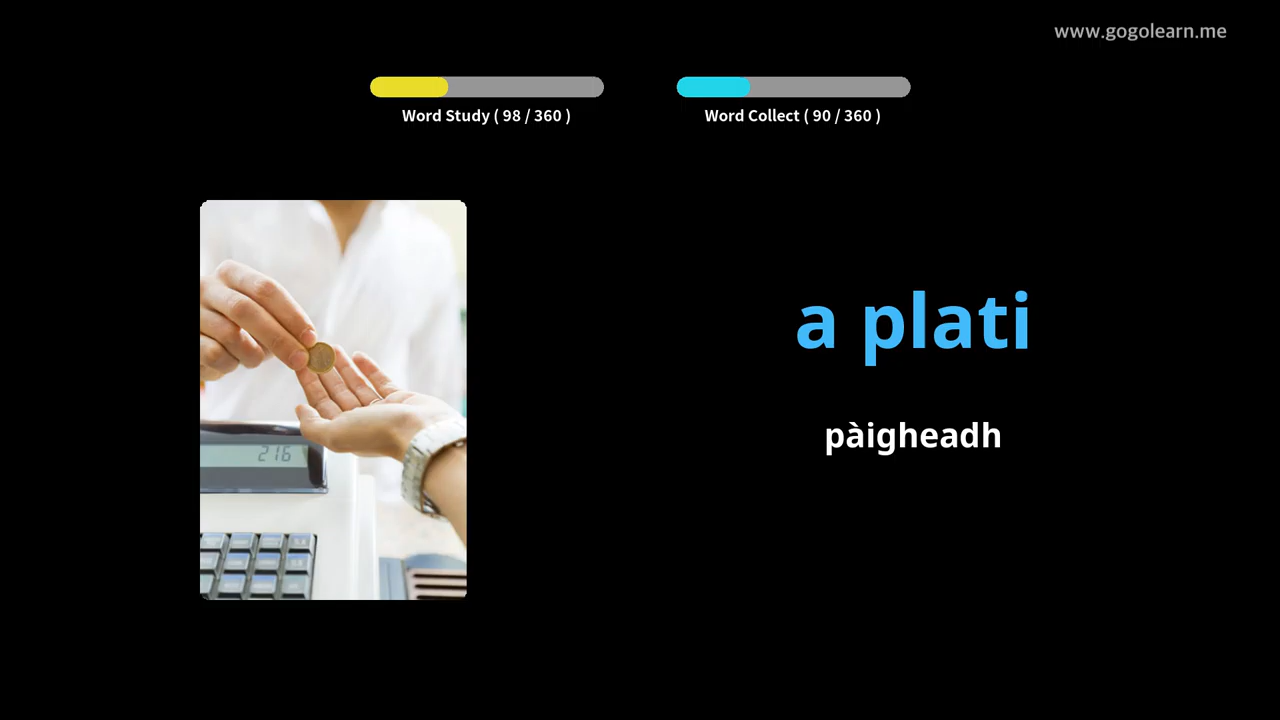 www.gogolearn.me
Word Study ( 98 / 360 )
Word Collect ( 90 / 360 )
216
a plati
pàigheadh